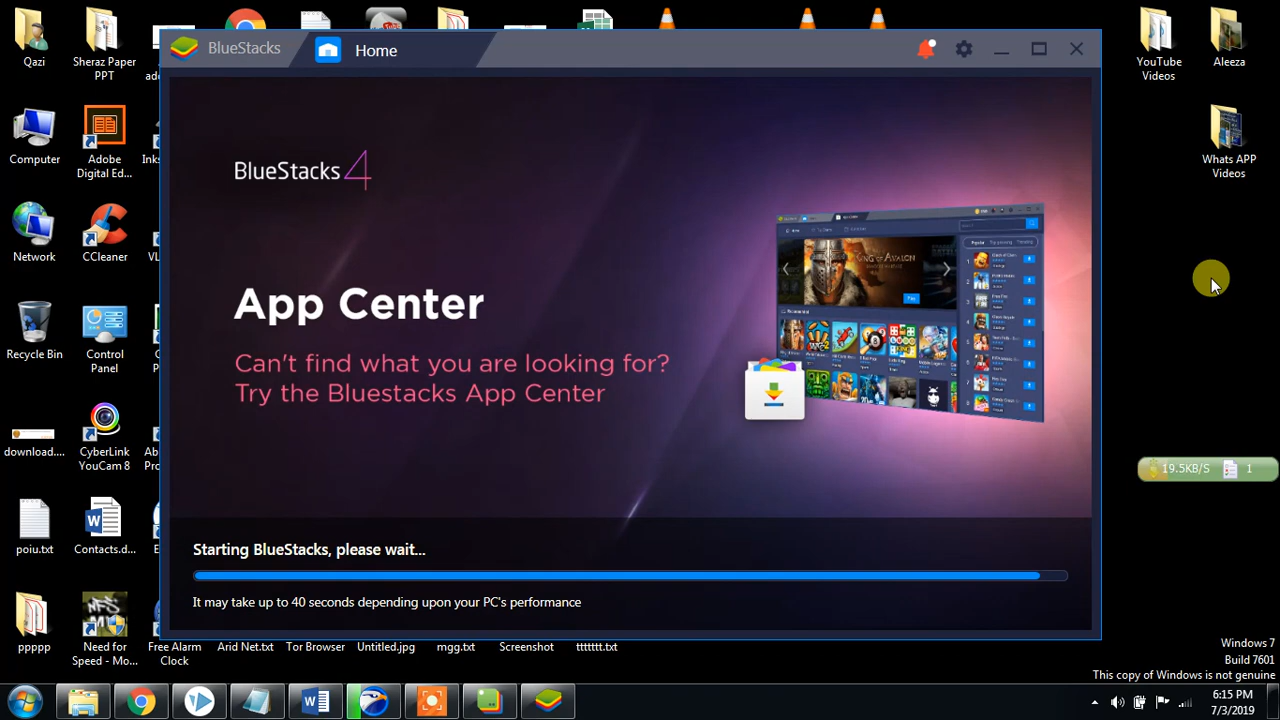 BlueStacks
Home
BlueStacks 4
App Center
Can't find what you are looking for?
Try the Bluestacks App Center
KING OF AVALON
Starting BlueStacks, please wait...
It may take up to 40 seconds depending upon your PC's performance
Qazi
Sheraz Paper
PPT
Computer
Adobe
Digital Ed...
Network
CCleaner
Recycle Bin
Control
Panel
download....
CyberLink
YouCam 8
poiu.txt
Contacts.d...
ppppp
Need for
Speed - Mo...
Free Alarm
Clock
Arid Net.txt
Tor Browser
Untitled.jpg
mgg.txt
Screenshot
ttttttt.txt
YouTube
Videos
Aleeza
Whats APP
Videos
19.5KB/S
1
Windows 7
Build 7601
This copy of Windows is not genuine
6:15 PM
7/3/2019